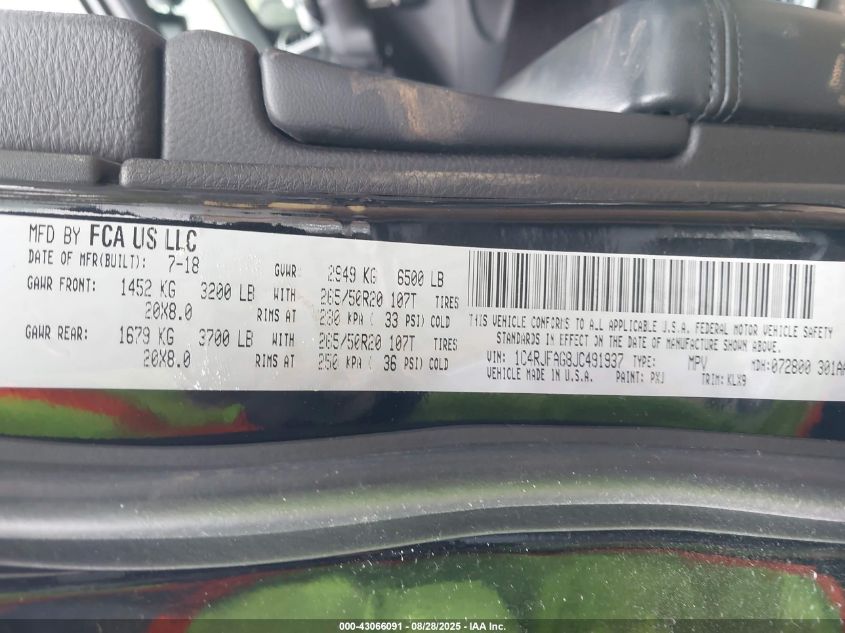 MFD BY FCA US LLC
DATE OF MFR(BUILT): 7-18 GVWR 2949 KG 6500 LB
GAWR FRONT: 1452 KG 3200 LB WITH 265/50R20 107T TIRES
20X8.0 RIMS AT 230 KPA ( 33 PSI) COLD
GAWR REAR: 1679 KG 3700 LB WITH 265/50R20 107T TIRES
20X8.0 RIMS AT 250 KPA ( 36 PSI) COLD
THIS VEHICLE CONFORMS TO ALL APPLICABLE U.S.A. FEDERAL MOTOR VEHICLE SAFETY
STANDARDS IN EFFECT ON THE DATE OF MANUFACTURE SHOWN ABOVE.
VIN: 1C4RJFAG8JC491937 TYPE: MPV MDH:072800 301AA
VEHICLE MADE IN U.S.A. PAINT: PXJ TRIM: KLX9
000-43066091 - 08/28/2025 - IAA Inc.